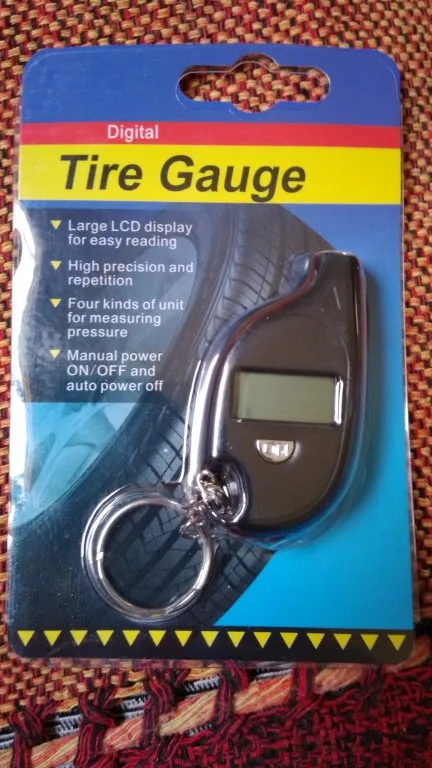 Digital
Tire Gauge
Large LCD display
for easy reading
High precision and
repetition
Four kinds of unit
for measuring
pressure
Manual power
ON/OFF and
auto power off